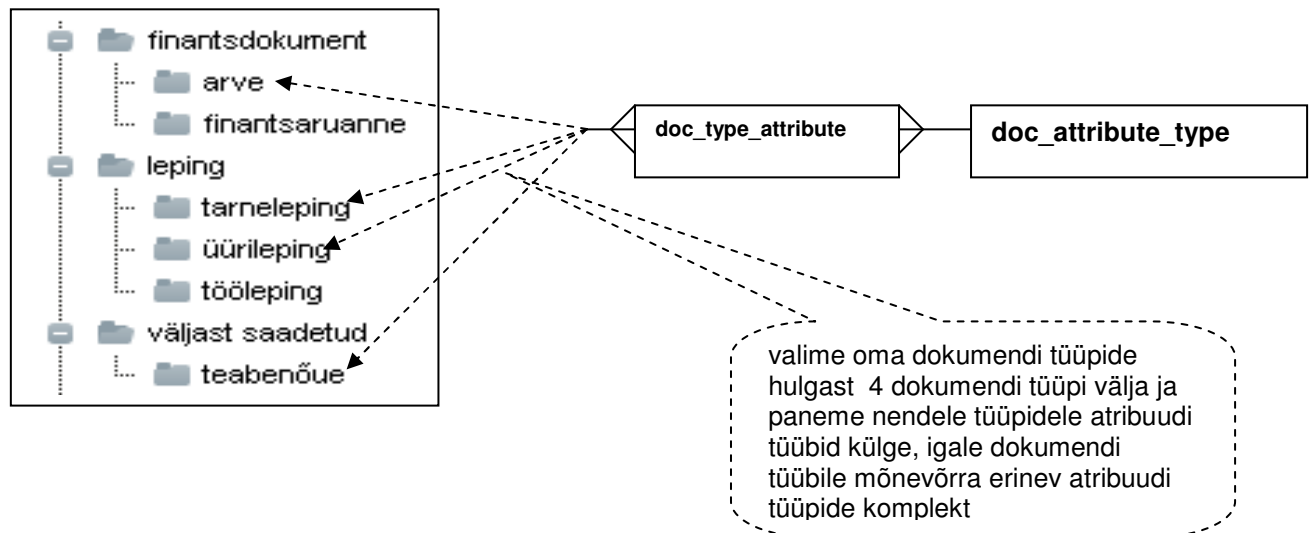 finantsdokument
arve
finantsaruanne
leping
tarneleping
üürileping
tööleping
väljast saadetud
teabenõue
doc_type_attribute
doc_attribute_type
valime oma dokumendi tüüpide
hulgast 4 dokumendi tüüpi välja ja
paneme nendele tüüpidele atribuudi
tüübid külge, igale dokumendi
tüübile mõnevõrra erinev atribuudi
tüüpide komplekt